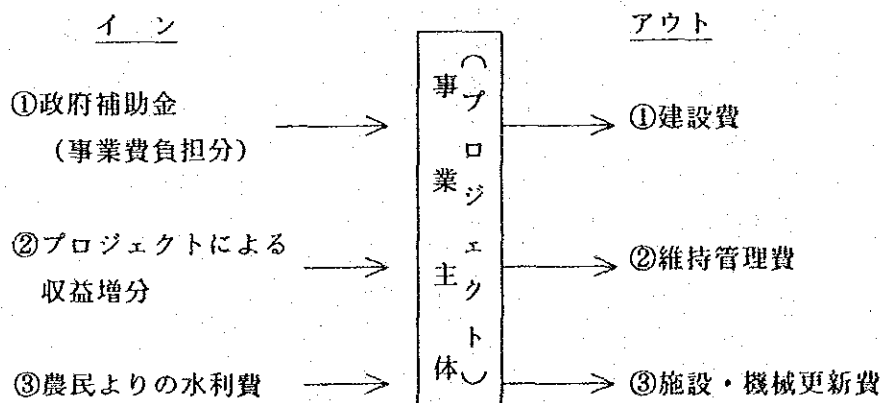 イン
アウト
①政府補助金
(事業費負担分)
②プロジェクトによる
収益増分
③農民よりの水利費
事業主体
(プロジェクト)
①建設費
②維持管理費
③施設・機械更新費